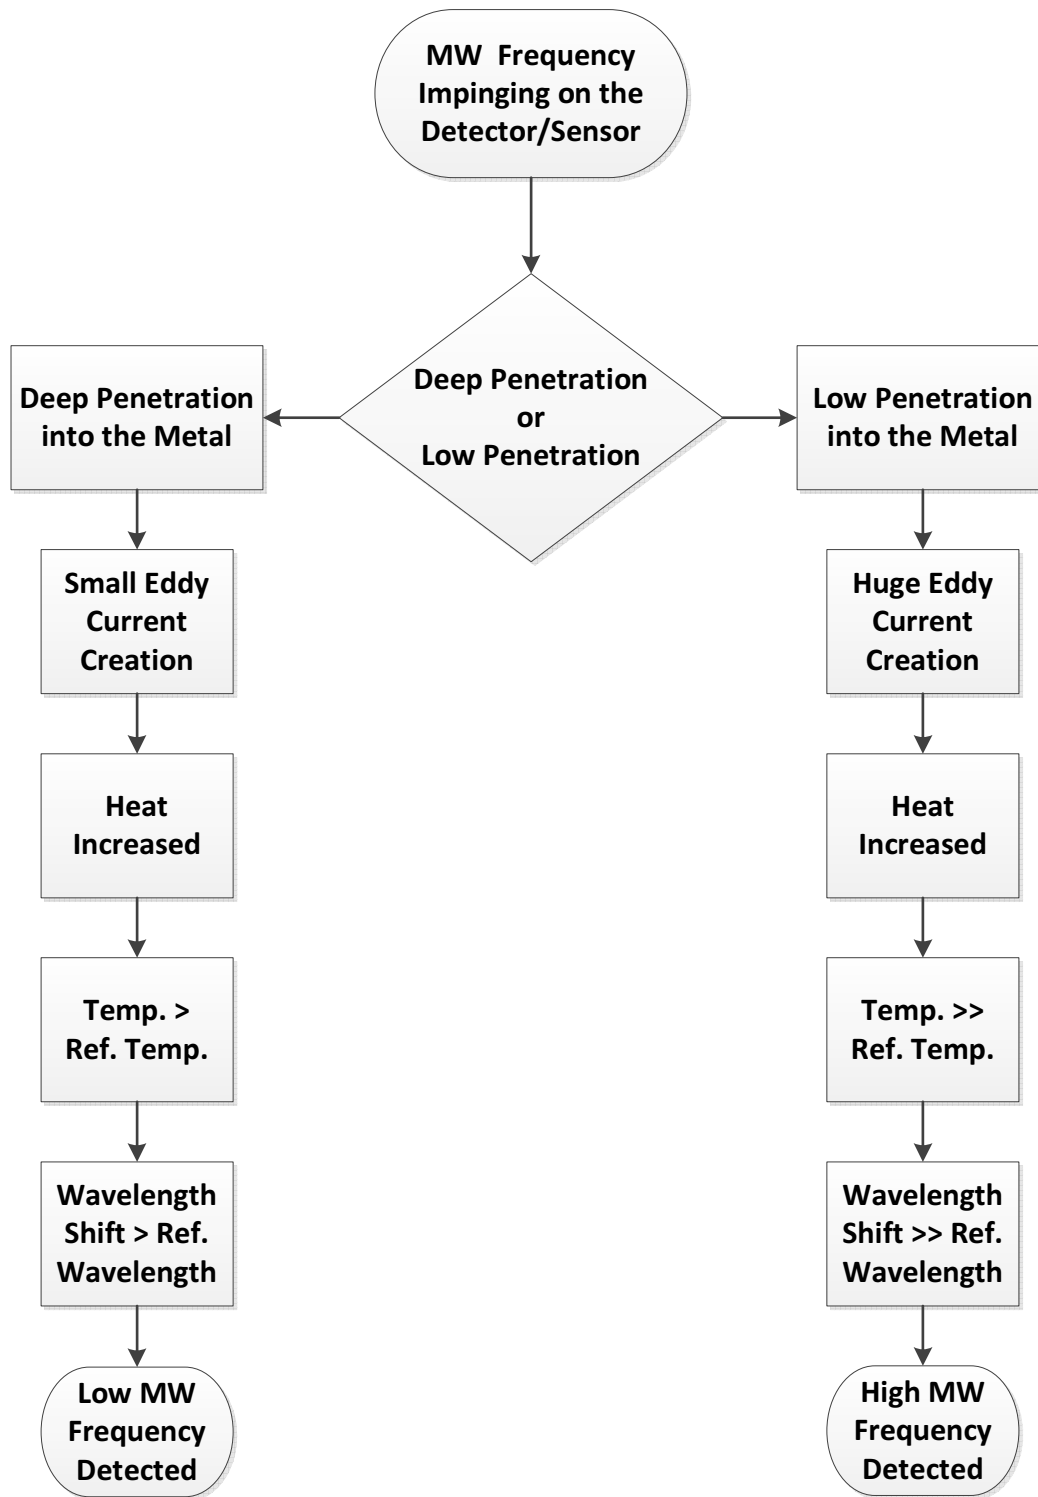 MW Frequency
Impinging on the
Detector/Sensor
Deep Penetration
or
Low Penetration
Deep Penetration
into the Metal
Small Eddy
Current
Creation
Heat
Increased
Temp. >
Ref. Temp.
Wavelength
Shift > Ref.
Wavelength
Low MW
Frequency
Detected
Low Penetration
into the Metal
Huge Eddy
Current
Creation
Heat
Increased
Temp. >>
Ref. Temp.
Wavelength
Shift >> Ref.
Wavelength
High MW
Frequency
Detected